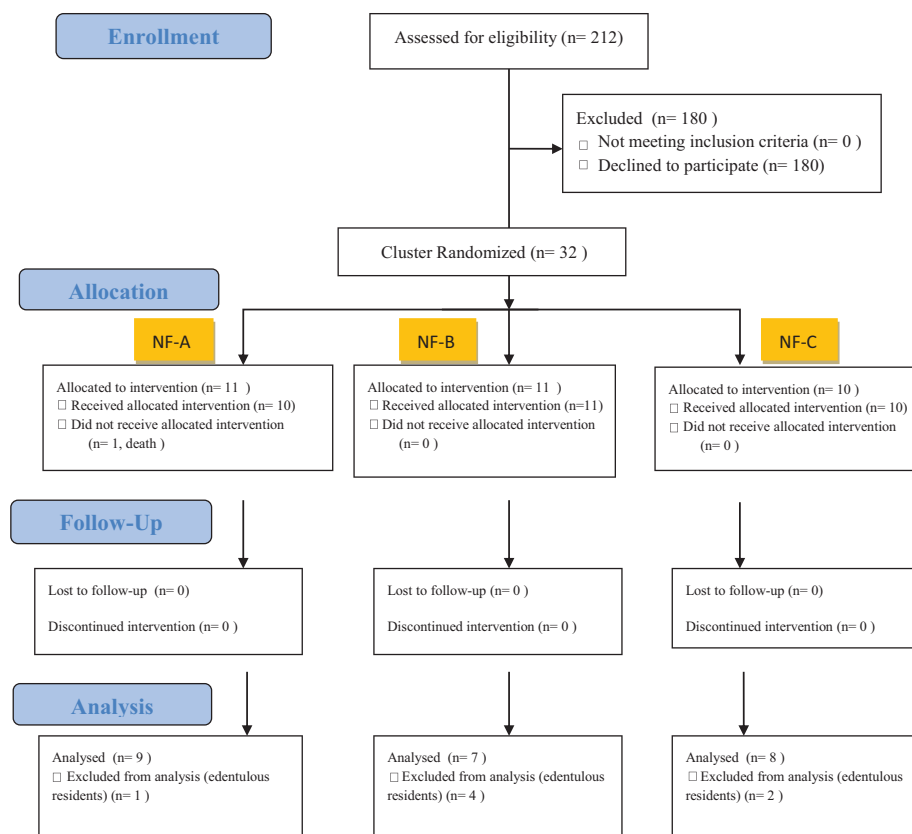 Enrollment
Assessed for eligibility (n= 212)
Excluded (n= 180 )
□ Not meeting inclusion criteria (n= 0 )
□ Declined to participate (n= 180)
Cluster Randomized (n= 32 )
Allocation
NF-A
NF-B
NF-C
Allocated to intervention (n= 11 )
□ Received allocated intervention (n= 10)
□ Did not receive allocated intervention
(n= 1, death )
Allocated to intervention (n= 11 )
□ Received allocated intervention (n=11)
□ Did not receive allocated intervention
(n= 0 )
Allocated to intervention (n= 10 )
□ Received allocated intervention (n= 10)
□ Did not receive allocated intervention
(n= 0 )
Follow-Up
Lost to follow-up (n= 0)
Discontinued intervention (n= 0 )
Lost to follow-up (n= 0 )
Discontinued intervention (n= 0 )
Lost to follow-up (n= 0)
Discontinued intervention (n= 0 )
Analysis
Analysed (n= 9 )
□ Excluded from analysis (edentulous
residents) (n= 1 )
Analysed (n= 7 )
□ Excluded from analysis (edentulous
residents) (n= 4 )
Analysed (n= 8 )
□ Excluded from analysis (edentulous
residents) (n= 2 )